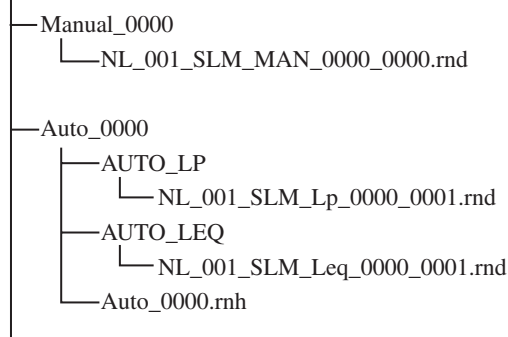 Manual_0000
NL_001_SLM_MAN_0000_0000.rnd
Auto_0000
AUTO_LP
NL_001_SLM_Lp_0000_0001.rnd
AUTO_LEQ
NL_001_SLM_Leq_0000_0001.rnd
Auto_0000.rnh